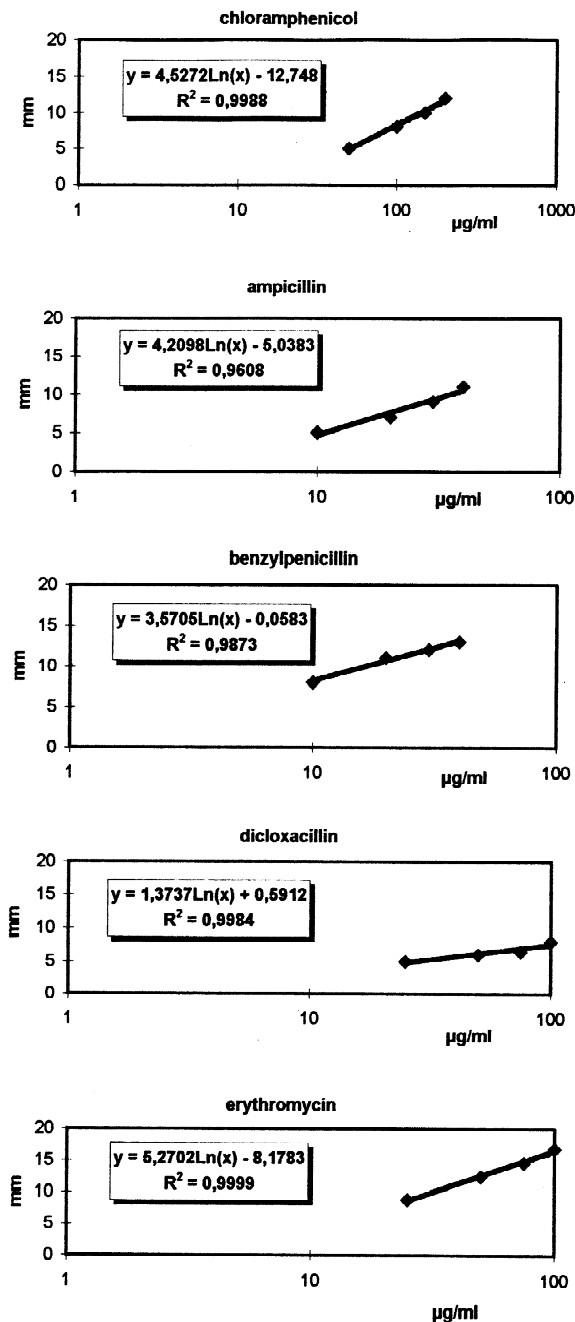 chloramphenicol
20
15
10
5
0
mm
y = 4,5272Ln(x) - 12,748
R² = 0,9988
1
10
100
1000
µg/ml
ampicillin
20
15
10
5
0
mm
y = 4,2098Ln(x) - 5,0383
R² = 0,9608
1
10
100
µg/ml
benzylpenicillin
20
15
10
5
0
mm
y = 3,5705Ln(x) - 0,0583
R² = 0,9873
1
10
100
µg/ml
dicloxacillin
20
15
10
5
0
mm
y = 1,3737Ln(x) + 0,5912
R² = 0,9984
1
10
100
µg/ml
erythromycin
20
15
10
5
0
mm
y = 5,2702Ln(x) - 8,1783
R² = 0,9999
1
10
100
µg/ml